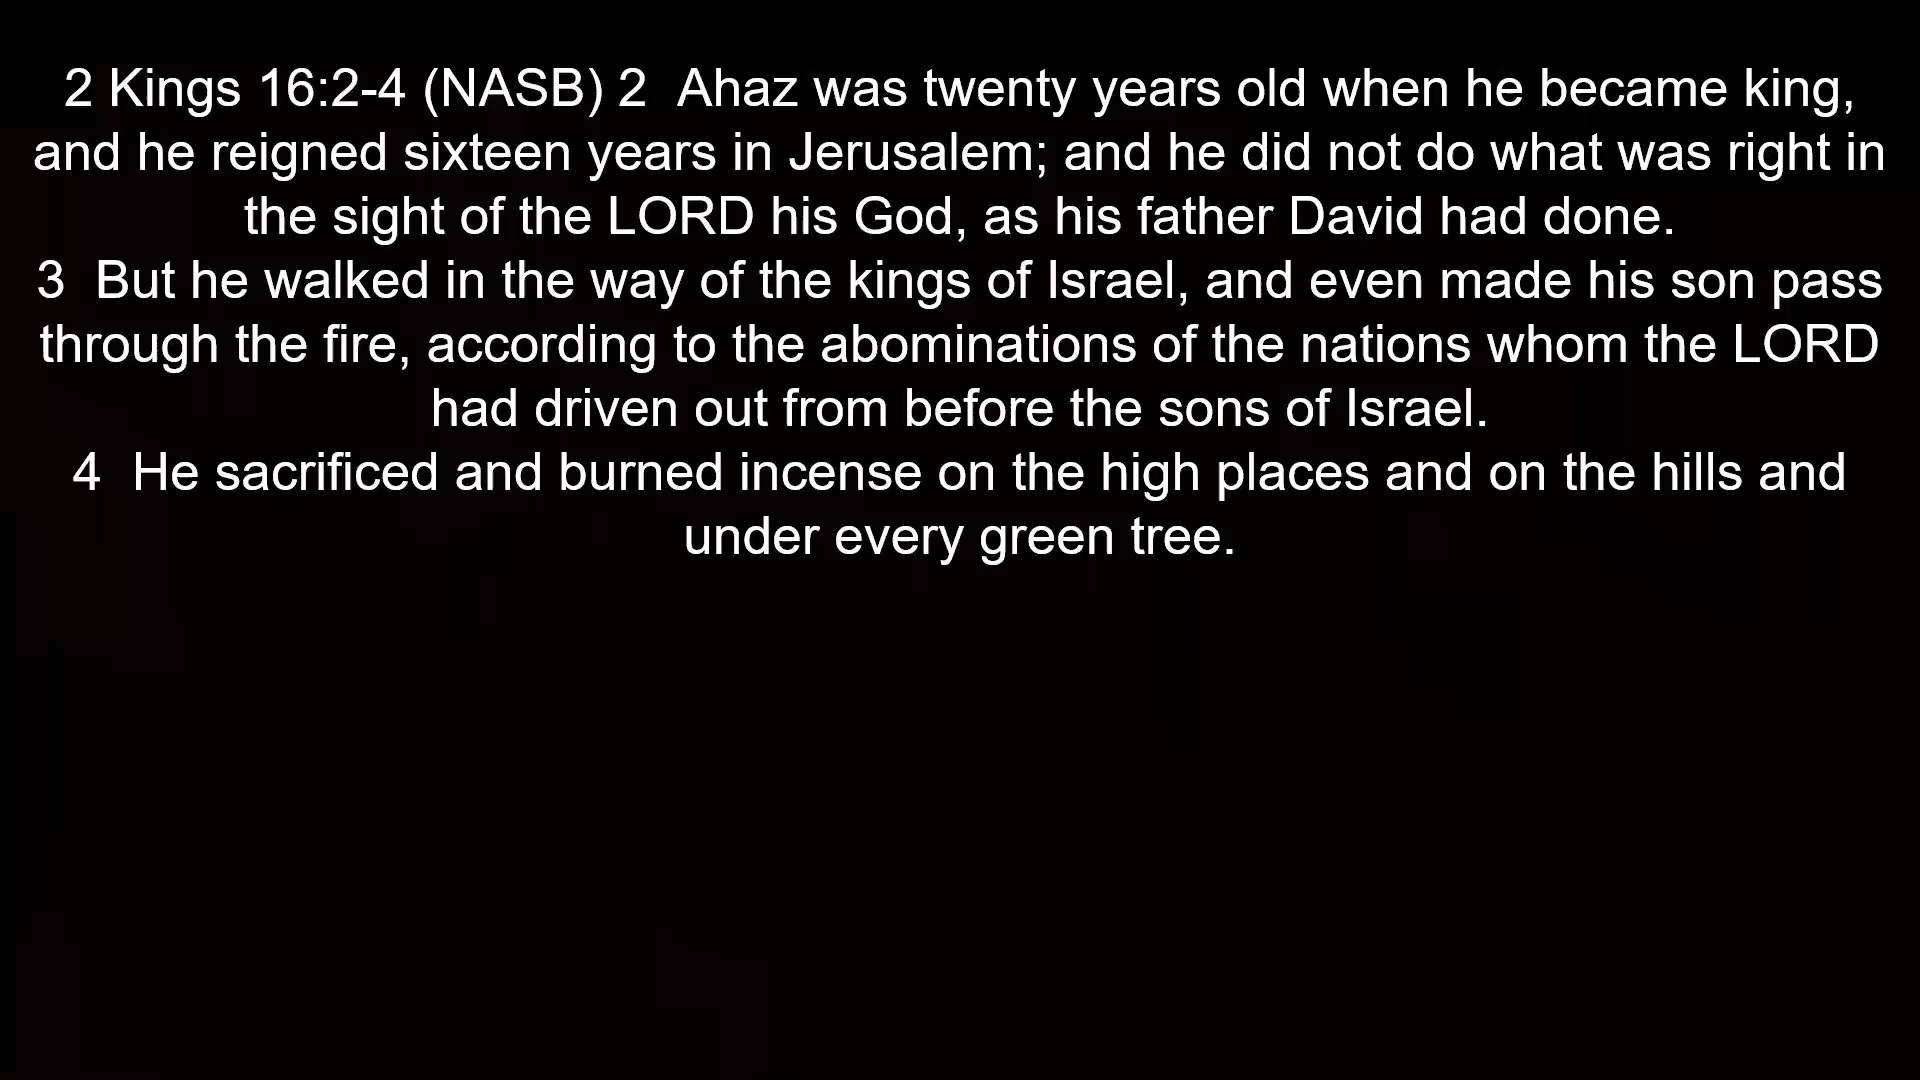 2 Kings 16:2-4 (NASB) 2  Ahaz was twenty years old when he became king,
and he reigned sixteen years in Jerusalem; and he did not do what was right in
the sight of the LORD his God, as his father David had done.
3  But he walked in the way of the kings of Israel, and even made his son pass
through the fire, according to the abominations of the nations whom the LORD
had driven out from before the sons of Israel.
4  He sacrificed and burned incense on the high places and on the hills and
under every green tree.